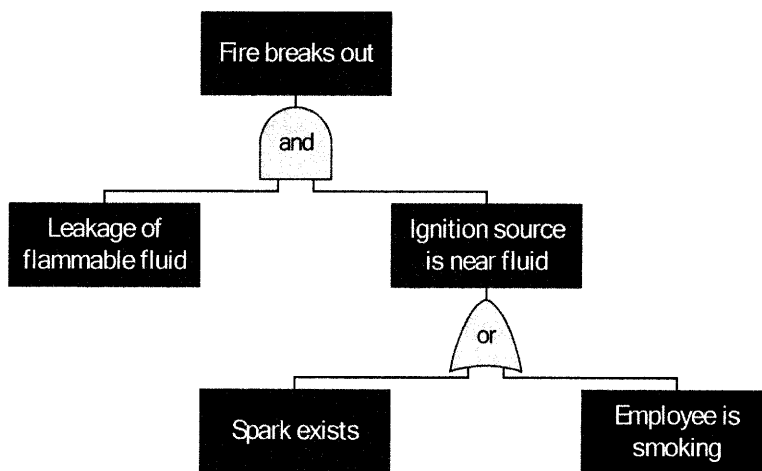 Fire breaks out
and
Leakage of
flammable fluid
Ignition source
is near fluid
or
Spark exists
Employee is
smoking